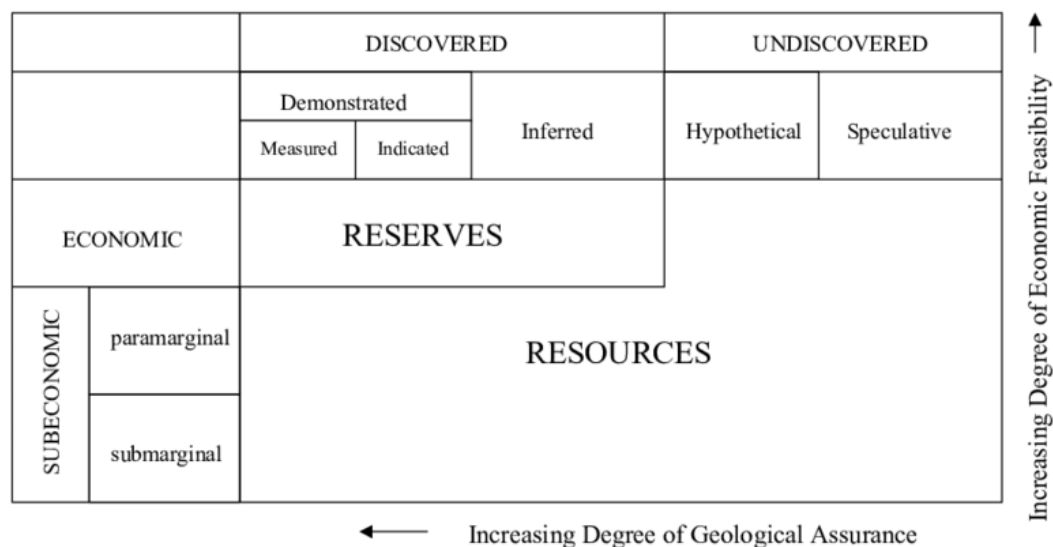 DISCOVERED
UNDISCOVERED
Demonstrated
Measured
Indicated
Inferred
Hypothetical
Speculative
ECONOMIC
RESERVES
SUBECONOMIC
paramarginal
submarginal
RESOURCES
Increasing Degree of Economic Feasibility
Increasing Degree of Geological Assurance